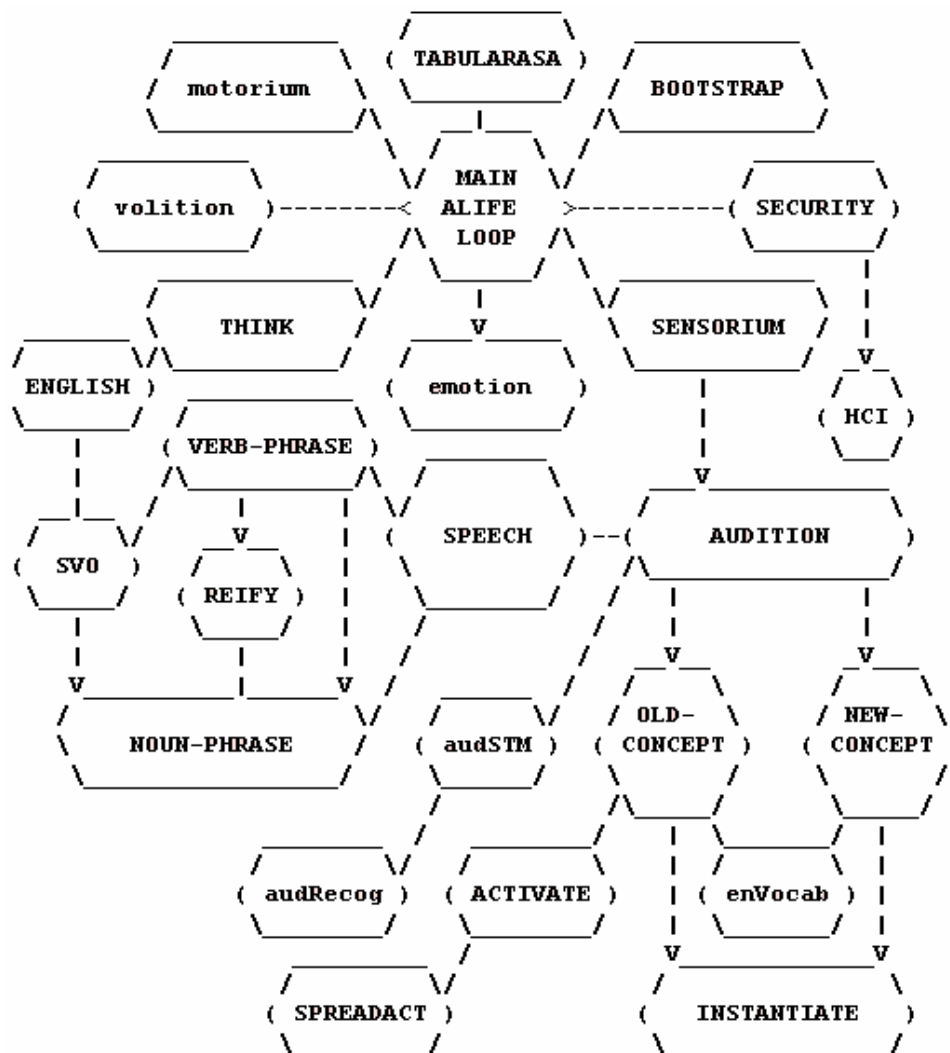 TABULARASA
motorium
BOOTSTRAP
MAIN
ALIFE
LOOP
volition
SECURITY
THINK
SENSORIUM
ENGLISH
emotion
HCI
VERB-PHRASE
SPEECH
AUDITION
SVO
REIFY
NOUN-PHRASE
audSTM
OLD-
CONCEPT
NEW-
CONCEPT
audRecog
ACTIVATE
enVocab
SPREADACT
INSTANTIATE